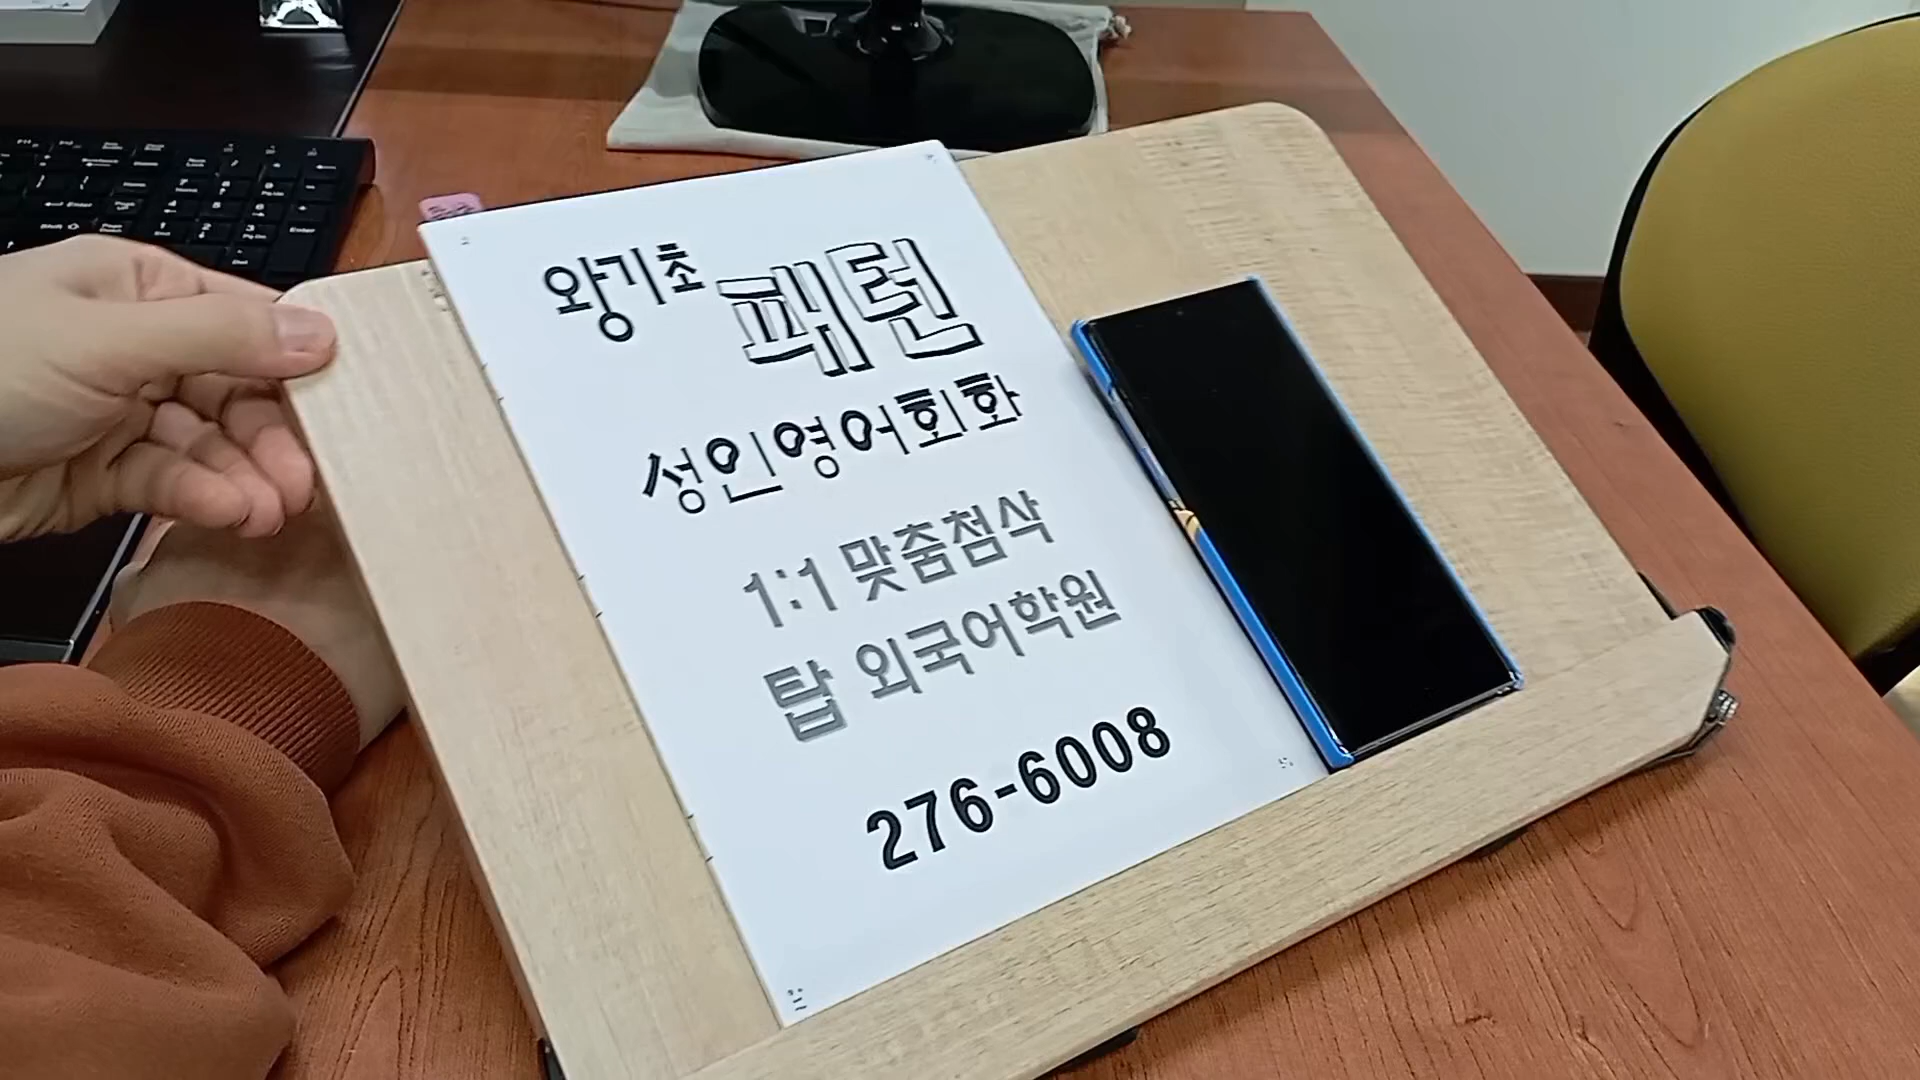 왕기초 패턴
성인영어회화
1:1 맞춤첨삭
탑 외국어학원
276-6008